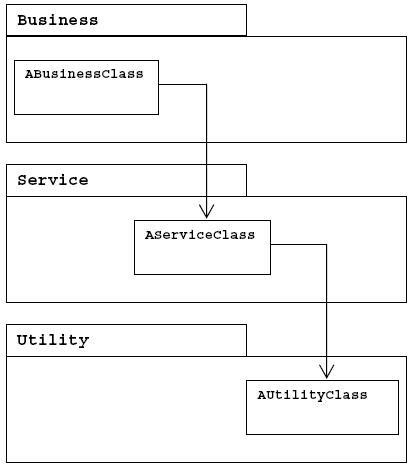 Business
ABusinessClass
Service
AServiceClass
Utility
AUtilityClass